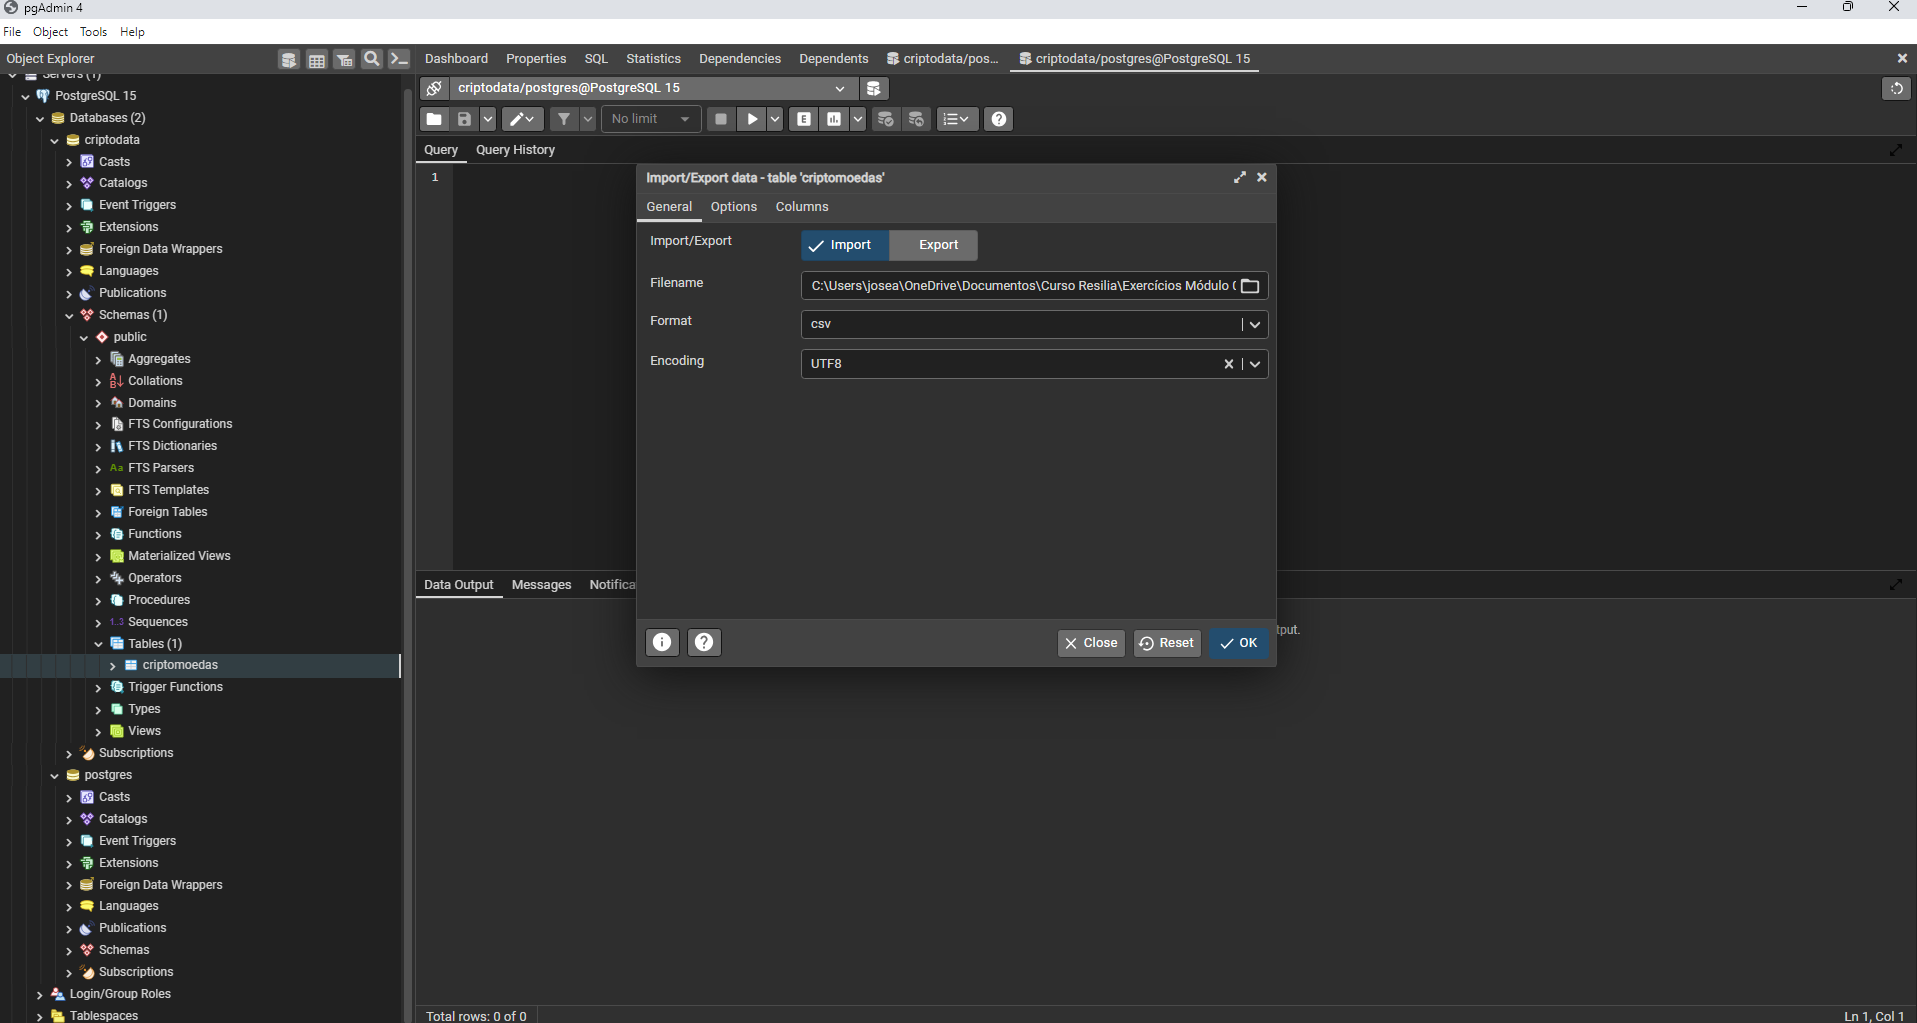 pgAdmin 4
File Object Tools Help
Object Explorer
Dashboard Properties SQL Statistics Dependencies Dependents criptodata/pos... criptodata/postgres@PostgreSQL 15
Servers (1)
PostgreSQL 15
Databases (2)
criptodata
Casts
Catalogs
Event Triggers
Extensions
Foreign Data Wrappers
Languages
Publications
Schemas (1)
public
Aggregates
Collations
Domains
FTS Configurations
FTS Dictionaries
Aa FTS Parsers
FTS Templates
Foreign Tables
Functions
Materialized Views
Operators
Procedures
1..3 Sequences
Tables (1)
criptomoedas
Trigger Functions
Types
Views
Subscriptions
postgres
Casts
Catalogs
Event Triggers
Extensions
Foreign Data Wrappers
Languages
Publications
Schemas
Subscriptions
Login/Group Roles
Tablespaces
criptodata/postgres@PostgreSQL 15
No limit
E
Query Query History
1
Import/Export data - table 'criptomoedas'
General Options Columns
Import/Export Import Export
Filename C:\Users\josea\OneDrive\Documentos\Curso Resilia\Exercícios Módulo (
Format csv
Encoding UTF8
Close Reset OK
Data Output Messages Notifica
tput.
Total rows: 0 of 0
Ln 1, Col 1